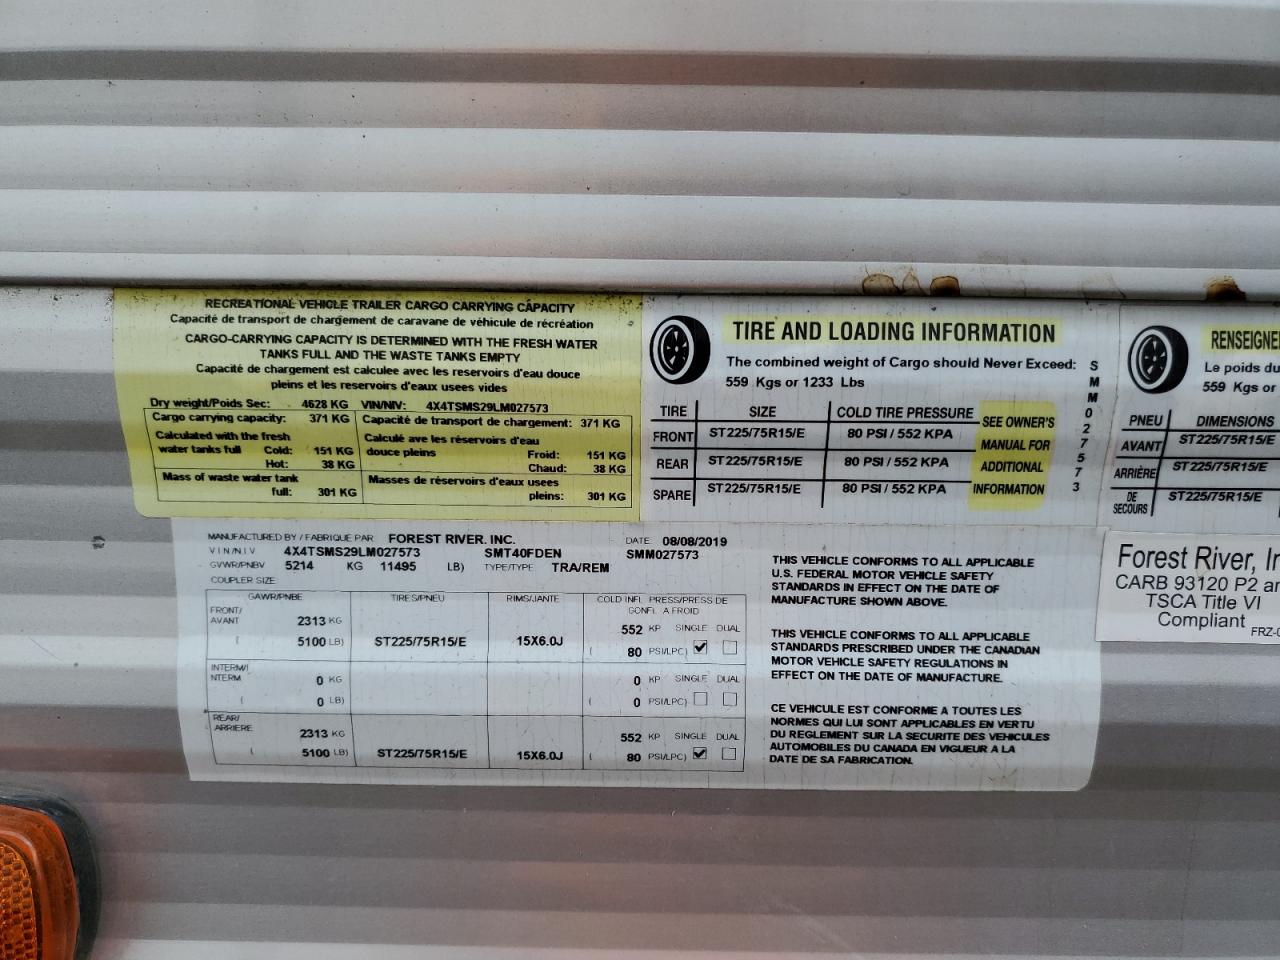 RECREATIONAL VEHICLE TRAILER CARGO CARRYING CAPACITY
Capacité de transport de chargement de caravane de véhicule de récréation
CARGO-CARRYING CAPACITY IS DETERMINED WITH THE FRESH WATER
TANKS FULL AND THE WASTE TANKS EMPTY
Capacité de chargement est calculee avec les reservoirs d'eau douce
pleins et les reservoirs d'eaux usees vides
Dry weight/Poids Sec: 4628 KG VIN/NIV: 4X4TSMS29LM027573
Cargo carrying capacity: 371 KG Capacité de transport de chargement: 371 KG
Calculated with the fresh
water tanks full Cold: 151 KG
Hot: 38 KG
Calculé ave les réservoirs d'eau
douce pleins Froid: 151 KG
Chaud: 38 KG
Mass of waste water tank
full: 301 KG
Masses de réservoirs d'eaux usees
pleins: 301 KG
TIRE AND LOADING INFORMATION
The combined weight of Cargo should Never Exceed:
559 Kgs or 1233 Lbs
TIRE SIZE COLD TIRE PRESSURE
FRONT ST225/75R15/E 80 PSI / 552 KPA
REAR ST225/75R15/E 80 PSI / 552 KPA
SPARE ST225/75R15/E 80 PSI / 552 KPA
SEE OWNER'S
MANUAL FOR
ADDITIONAL
INFORMATION
SMM027573
RENSEIGNE
Le poids du
559 Kgs or
PNEU DIMENSIONS
AVANT ST225/75R15/E
ARRIÈRE ST225/75R15/E
DE
SECOURS ST225/75R15/E
MANUFACTURED BY / FABRIQUE PAR FOREST RIVER, INC. DATE 08/08/2019
VIN/NIV 4X4TSMS29LM027573 SMT40FDEN SMM027573
GVWR/PNBV 5214 KG 11495 LB) TYPE/TYPE TRA/REM
COUPLER SIZE
GAWR/PNBE TIRES/PNEU RIMS/JANTE COLD INFL PRESS/PRESS DE
GONFL A FROID
FRONT/
AVANT 2313 KG 552 KP SINGLE DUAL
( 5100 LB) ST225/75R15/E 15X6.0J ( 80 PSI/LPC)
INTERM/
NTERM 0 KG 0 KP SINGLE DUAL
( 0 LB) ( 0 PSI/LPC)
REAR/
ARRIERE 2313 KG 552 KP SINGLE DUAL
( 5100 LB) ST225/75R15/E 15X6.0J ( 80 PSI/LPC)
THIS VEHICLE CONFORMS TO ALL APPLICABLE
U.S. FEDERAL MOTOR VEHICLE SAFETY
STANDARDS IN EFFECT ON THE DATE OF
MANUFACTURE SHOWN ABOVE.
THIS VEHICLE CONFORMS TO ALL APPLICABLE
STANDARDS PRESCRIBED UNDER THE CANADIAN
MOTOR VEHICLE SAFETY REGULATIONS IN
EFFECT ON THE DATE OF MANUFACTURE.
CE VEHICULE EST CONFORME A TOUTES LES
NORMES QUI LUI SONT APPLICABLES EN VERTU
DU REGLEMENT SUR LA SECURITE DES VEHICULES
AUTOMOBILES DU CANADA EN VIGUEUR A LA
DATE DE SA FABRICATION.
Forest River, In
CARB 93120 P2 an
TSCA Title VI
Compliant
FRZ-0